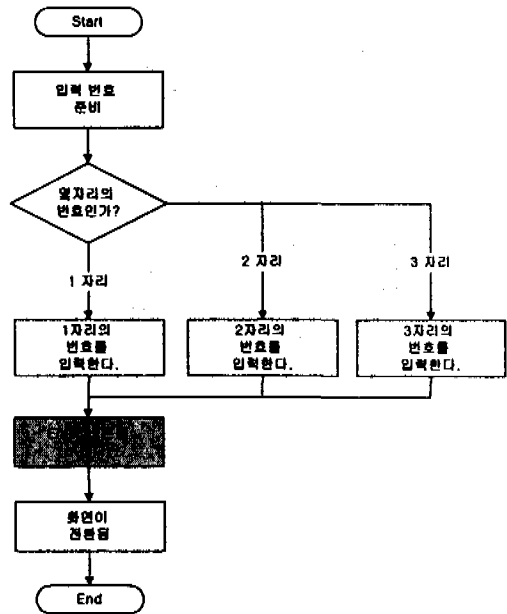 Start
입력 번호
준비
몇자리의
번호인가?
1 자리
2 자리
3 자리
1자리의
번호를
입력한다.
2자리의
번호를
입력한다.
3자리의
번호를
입력한다.
화면이
전환됨
End